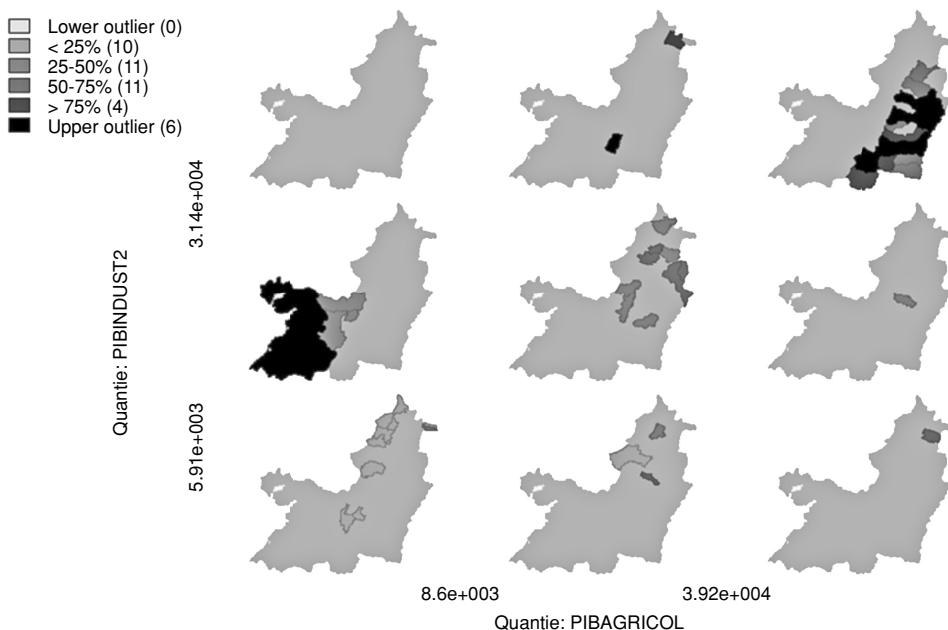 Lower outlier (0)
< 25% (10)
25-50% (11)
50-75% (11)
> 75% (4)
Upper outlier (6)
3.14e+004
Quantie: PIBINDUST2
5.91e+003
8.6e+003
3.92e+004
Quantie: PIBAGRICOL